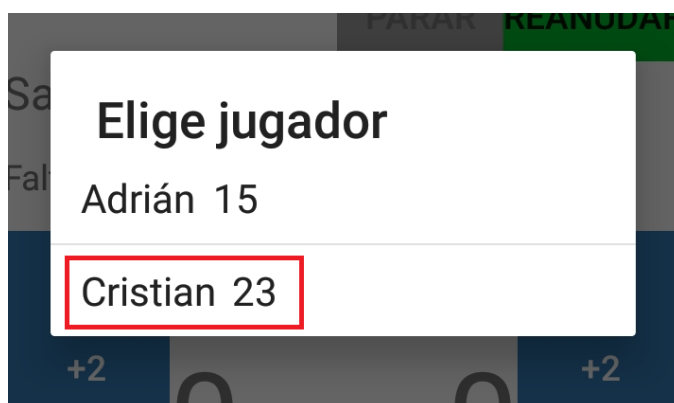 PARAR REANUDAR
Elige jugador
Adrián 15
Cristian 23
+2 +2